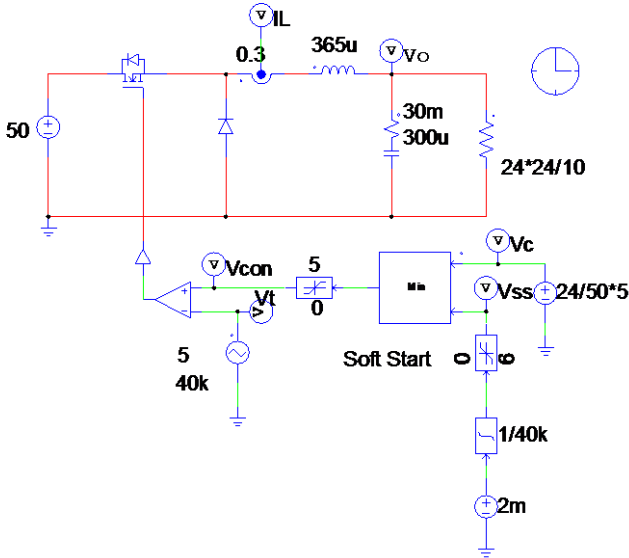 IL
0.3
365u
Vo
50
30m
300u
24*24/10
Vcon
5
0
Vt
Min
Vc
Vss
24/50*5
5
40k
Soft Start
0
6
1/40k
2m